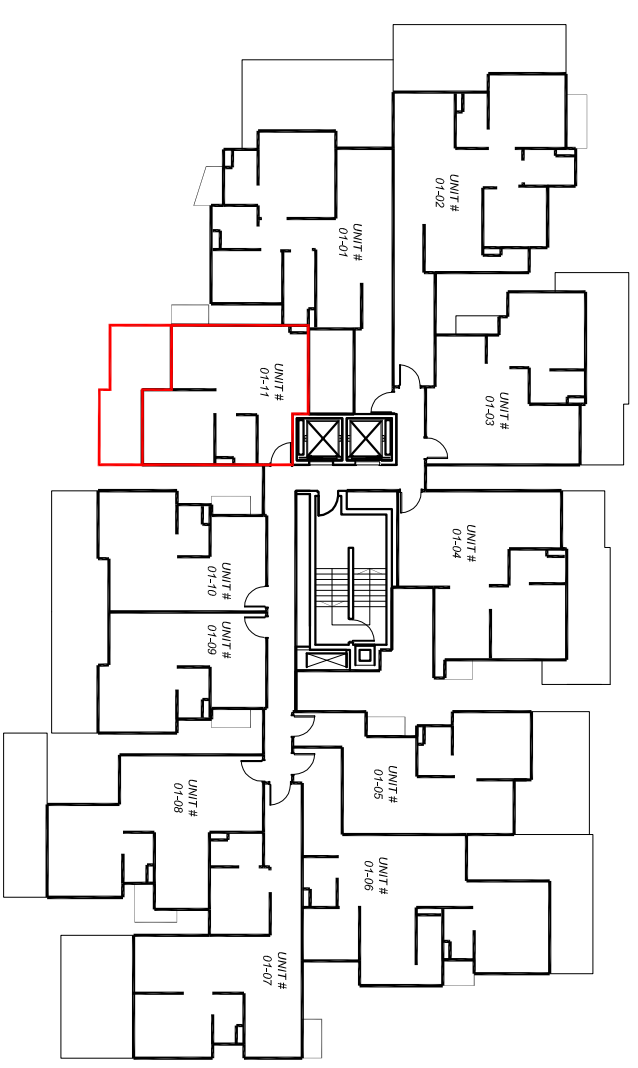 UNIT #
01-02
UNIT #
01-01
UNIT #
01-11
UNIT #
01-03
UNIT #
01-04
UNIT #
01-10
UNIT #
01-09
UNIT #
01-05
UNIT #
01-08
UNIT #
01-06
UNIT #
01-07